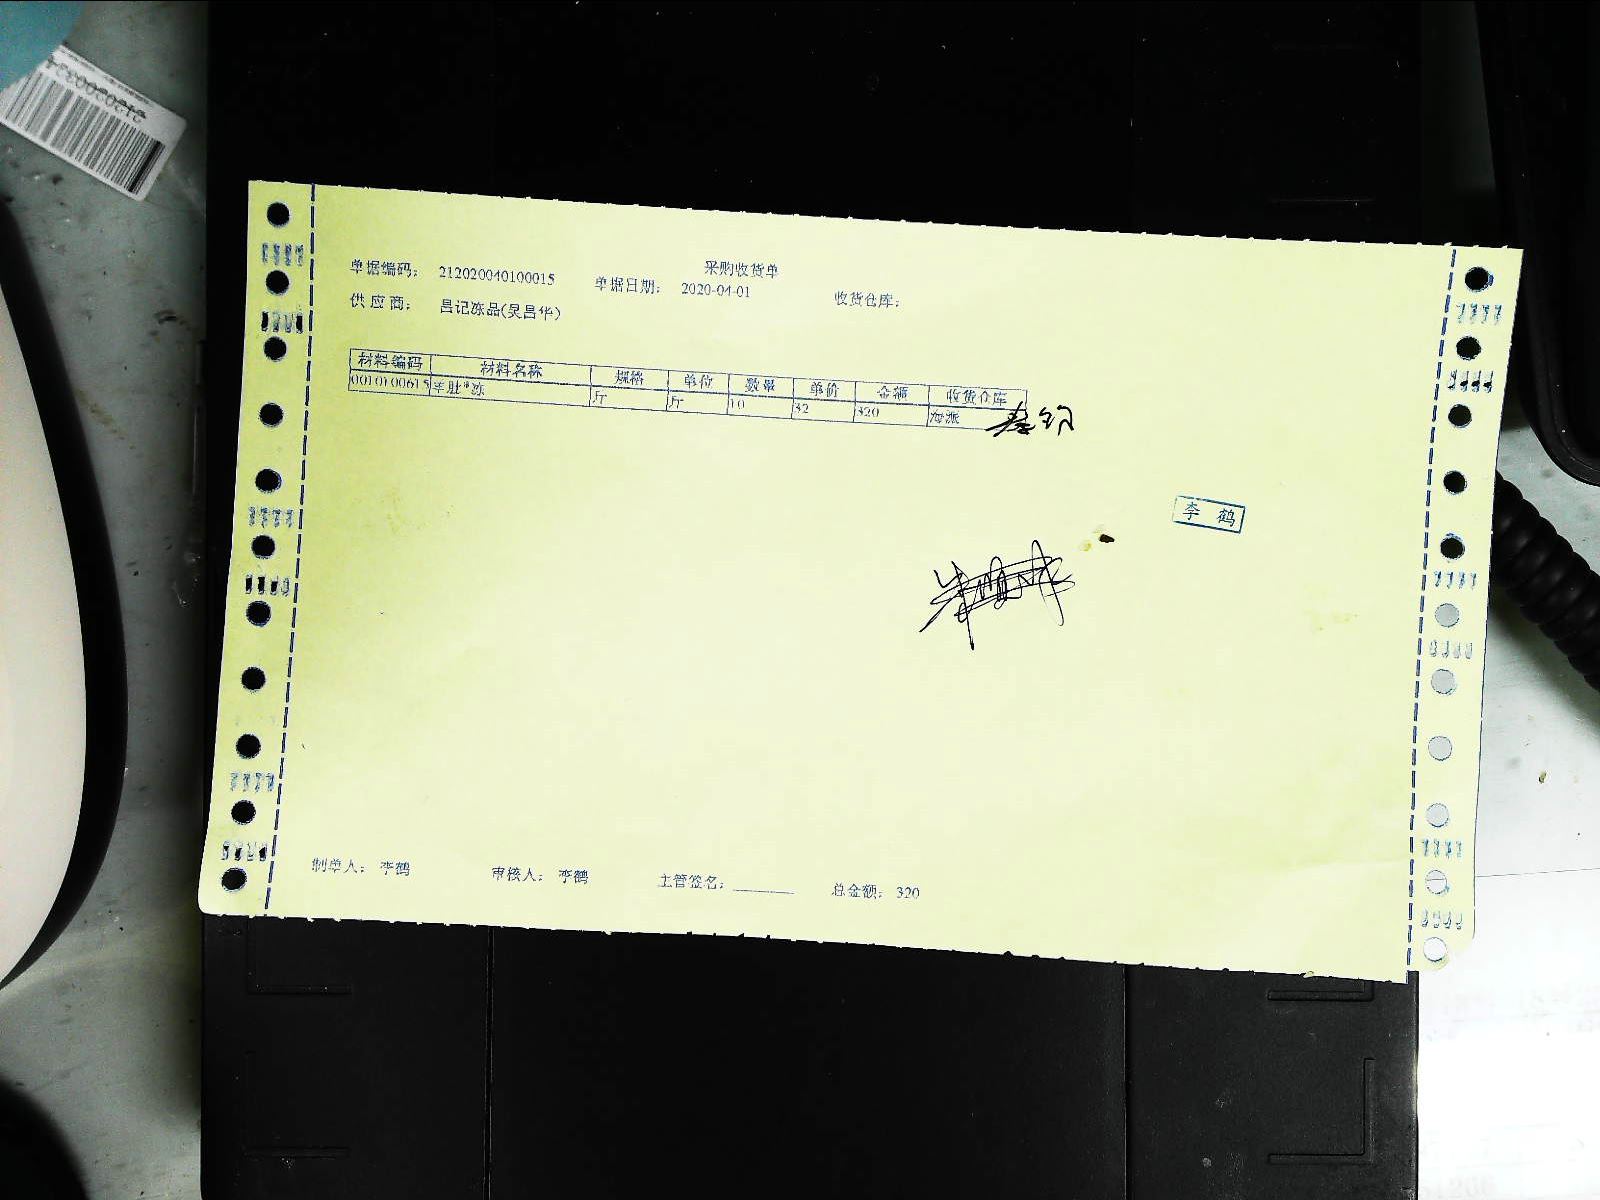 采购收货单
单据编码： 212020040100015 单据日期： 2020-04-01 收货仓库：
供 应 商： 昌记冻品(吴昌华)
材料编码 材料名称 规格 单位 数量 单价 金额 收货仓库
0010100615 羊肚*冻 斤 斤 10 32 320 海派
李 鹤
制单人： 李鹤 审核人： 李鹤 主管签名：________ 总金额： 320